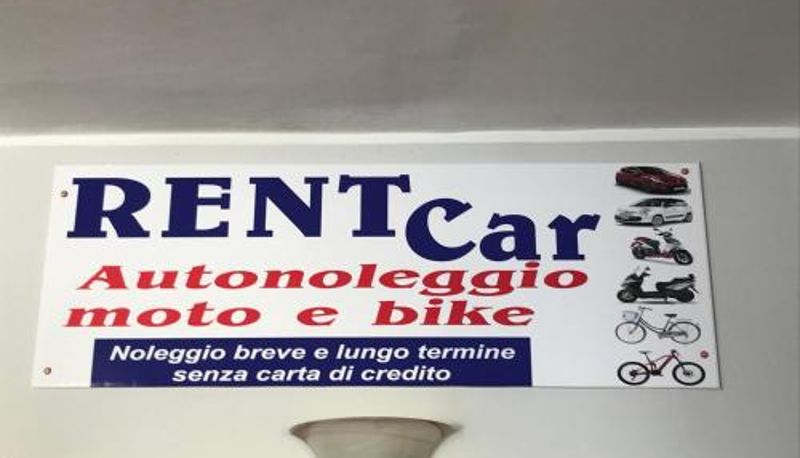 RENT Car
Autonoleggio
moto e bike
Noleggio breve e lungo termine
senza carta di credito